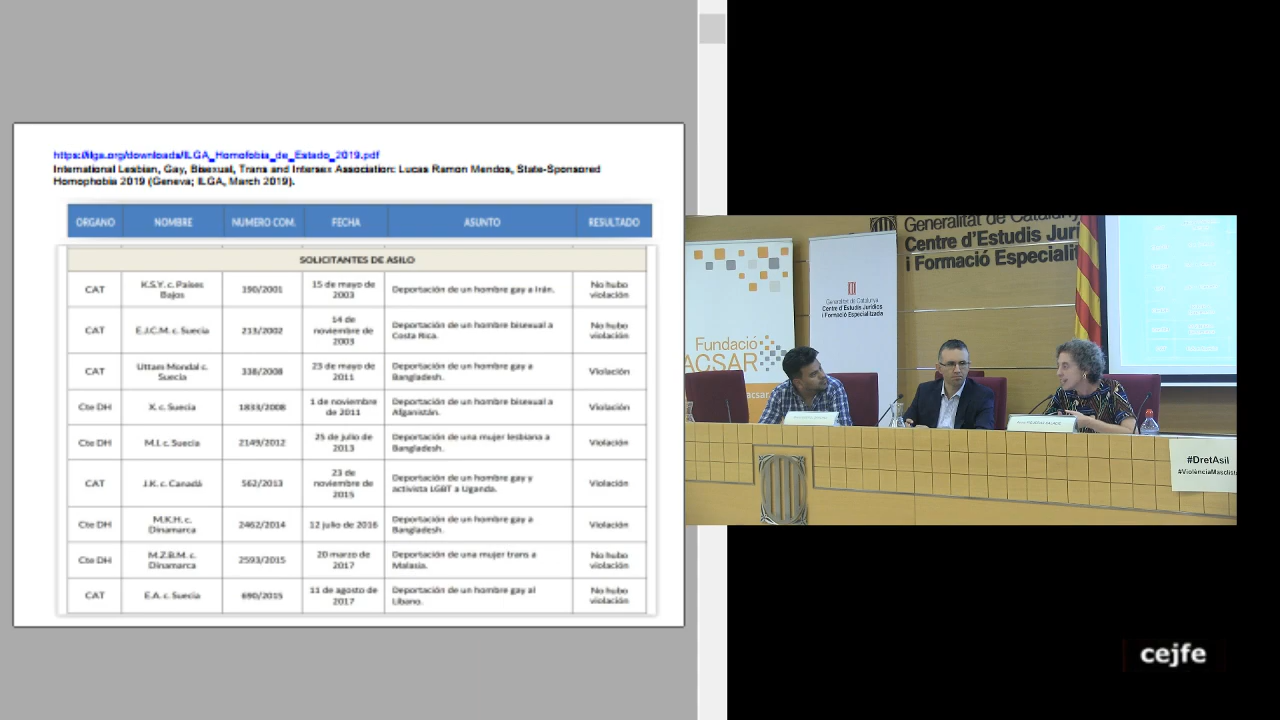 https://ilga.org/downloads/ILGA_Homofobia_de_Estado_2019.pdf
International Lesbian, Gay, Bisexual, Trans and Intersex Association: Lucas Ramon Mendos, State-Sponsored
Homophobia 2019 (Geneva; ILGA, March 2019).
ORGANO NOMBRE NUMERO COM. FECHA ASUNTO RESULTADO
SOLICITANTES DE ASILO
CAT K.S.Y. c. Países Bajos 190/2001 15 de mayo de 2003 Deportación de un hombre gay a Irán. No hubo violación
CAT E.J.C.M. c. Suecia 213/2002 14 de noviembre de 2003 Deportación de un hombre bisexual a Costa Rica. No hubo violación
CAT Uttam Mondal c. Suecia 338/2008 23 de mayo de 2011 Deportación de un hombre gay a Bangladesh. Violación
Cte DH X. c. Suecia 1833/2008 1 de noviembre de 2011 Deportación de un hombre bisexual a Afganistán. Violación
Cte DH M.I. c. Suecia 2149/2012 25 de julio de 2013 Deportación de una mujer lesbiana a Bangladesh. Violación
CAT J.K. c. Canadá 562/2013 23 de noviembre de 2015 Deportación de un hombre gay y activista LGBT a Uganda. Violación
Cte DH M.K.H. c. Dinamarca 2462/2014 12 julio de 2016 Deportación de un hombre gay a Bangladesh. Violación
Cte DH M.Z.B.M. c. Dinamarca 2593/2015 20 marzo de 2017 Deportación de una mujer trans a Malasia. No hubo violación
CAT E.A. c. Suecia 690/2015 11 de agosto de 2017 Deportación de un hombre gay al Líbano. No hubo violación
Generalitat de Catalunya
Centre d'Estudis Jurí
i Formació Especialit
Generalitat de Catalunya
Centre d'Estudis Jurídics
i Formació Especialitzada
Fundació
ACSAR
acsar
#DretAsil
#ViolènciaMasclist
cejfe